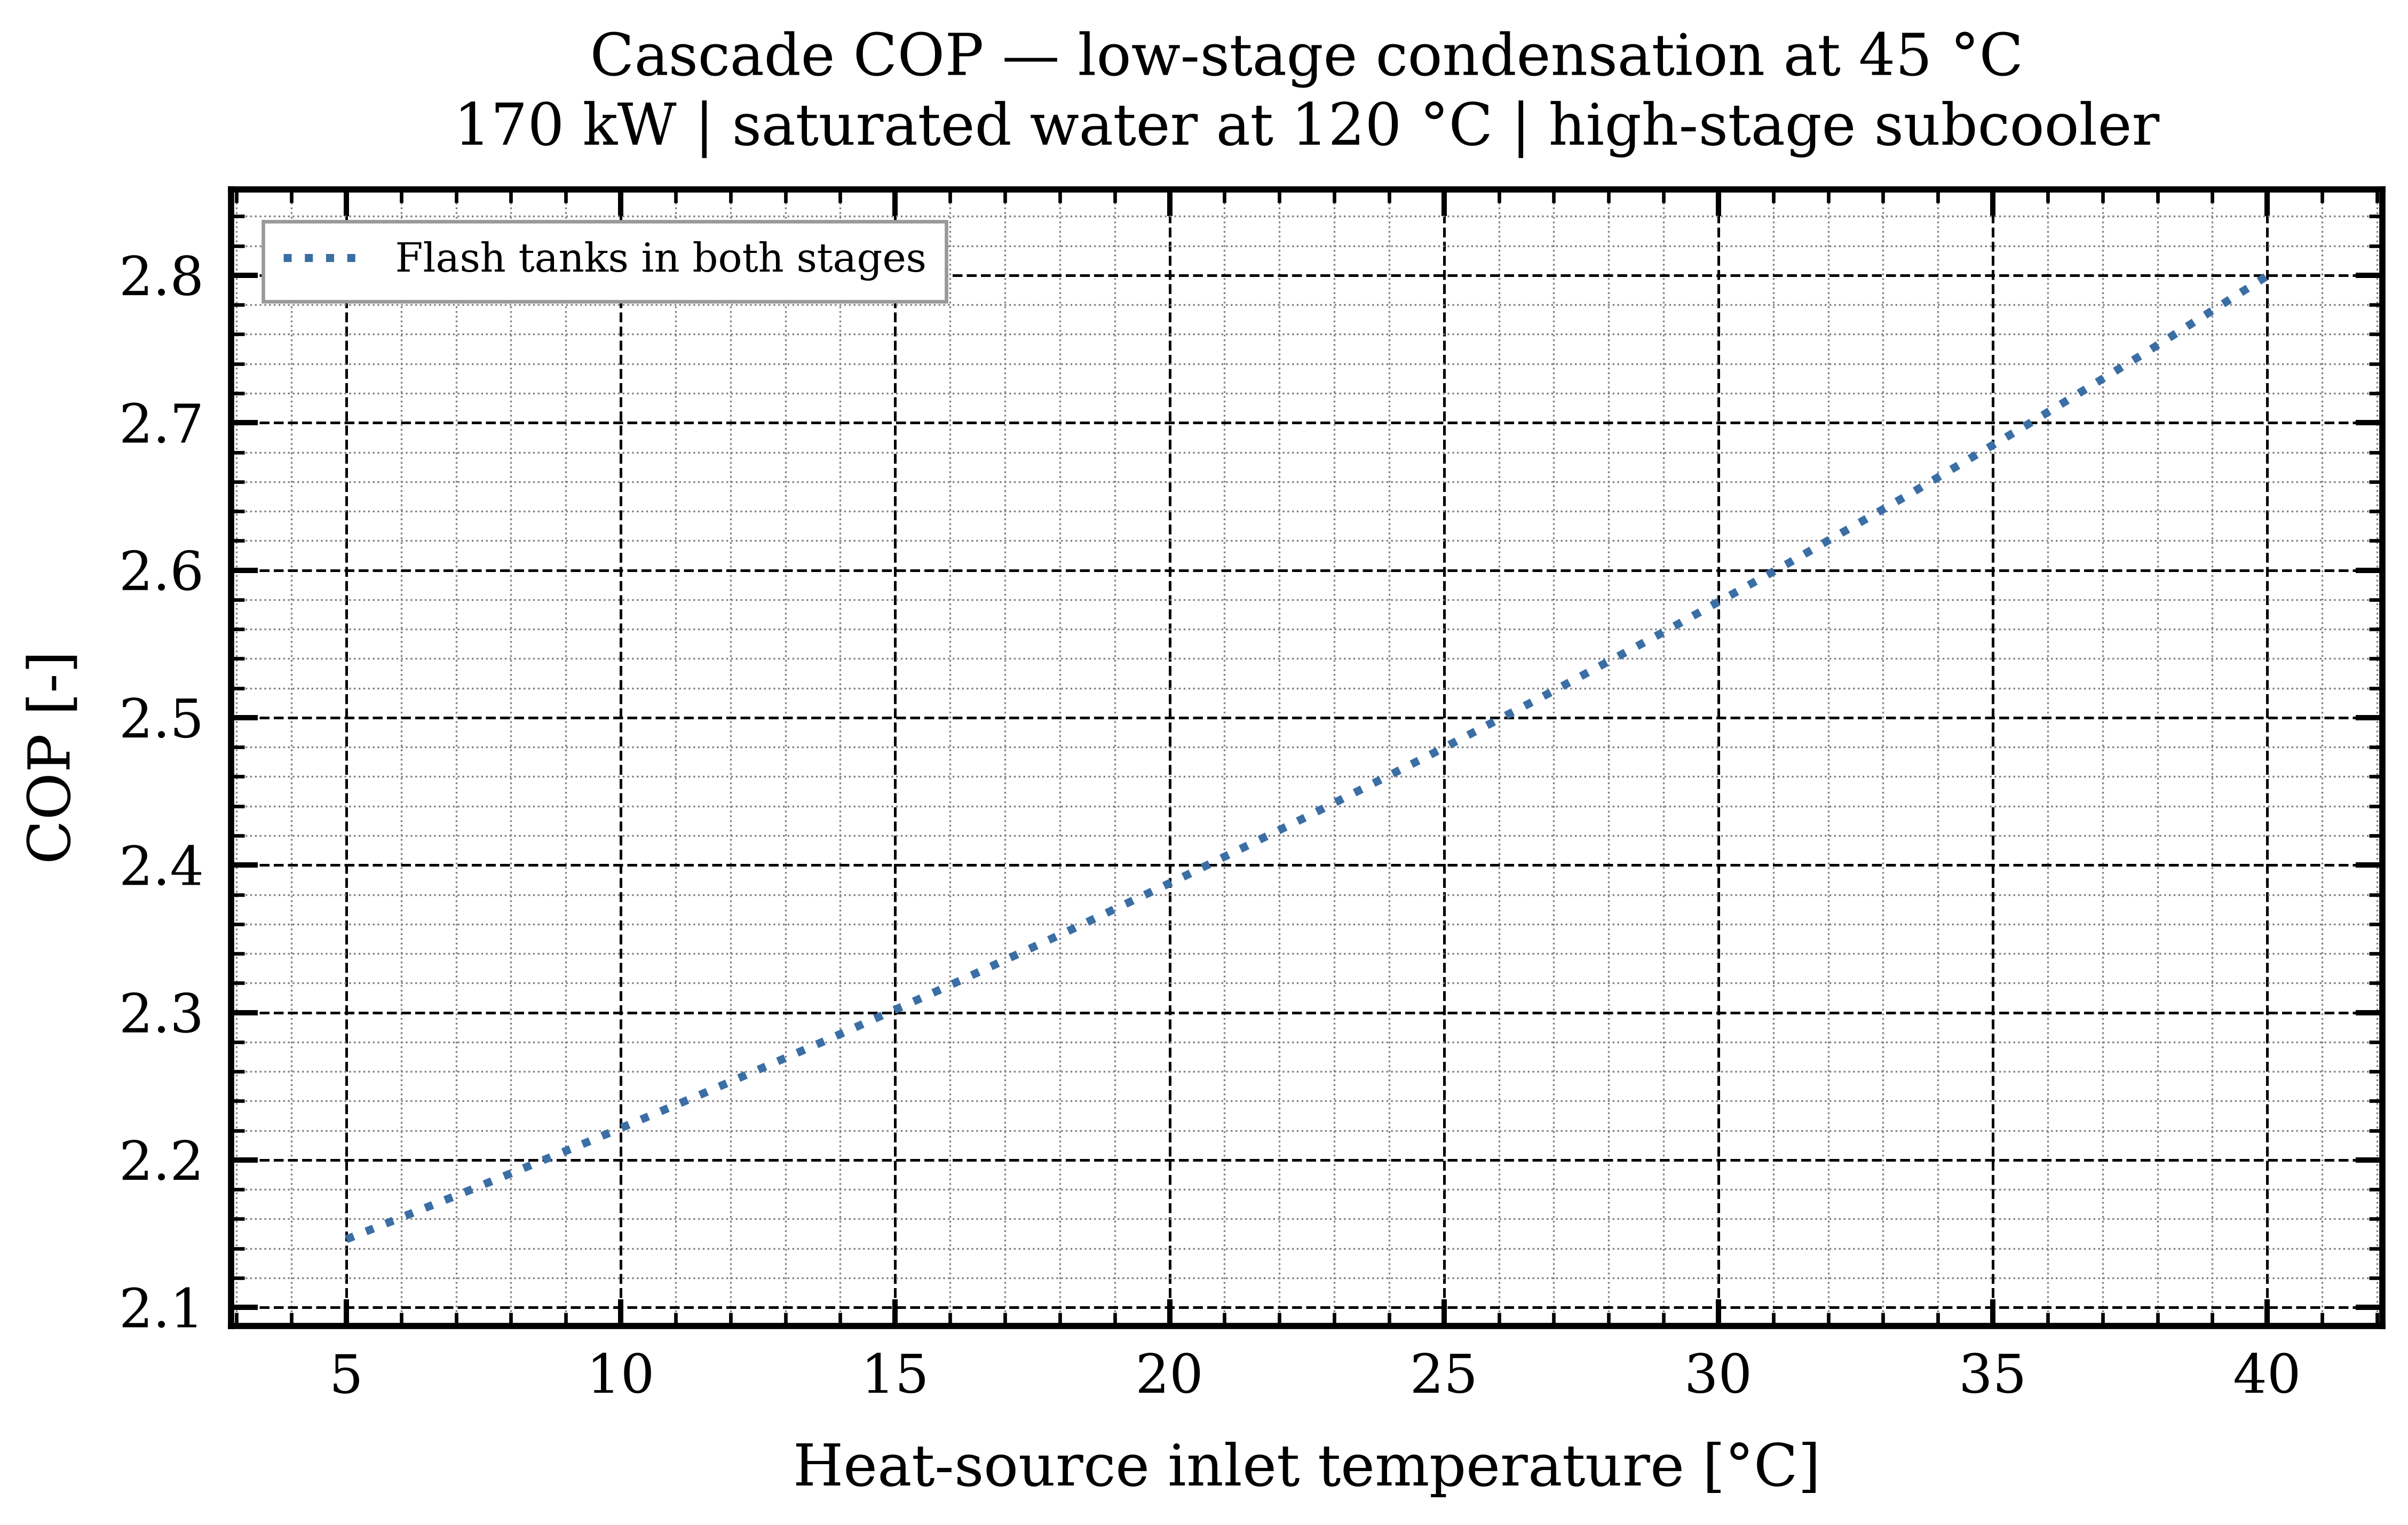 Cascade COP — low-stage condensation at 45 °C
170 kW | saturated water at 120 °C | high-stage subcooler
Flash tanks in both stages
2.8
2.7
2.6
2.5
2.4
2.3
2.2
2.1
COP [-]
5 10 15 20 25 30 35 40
Heat-source inlet temperature [°C]